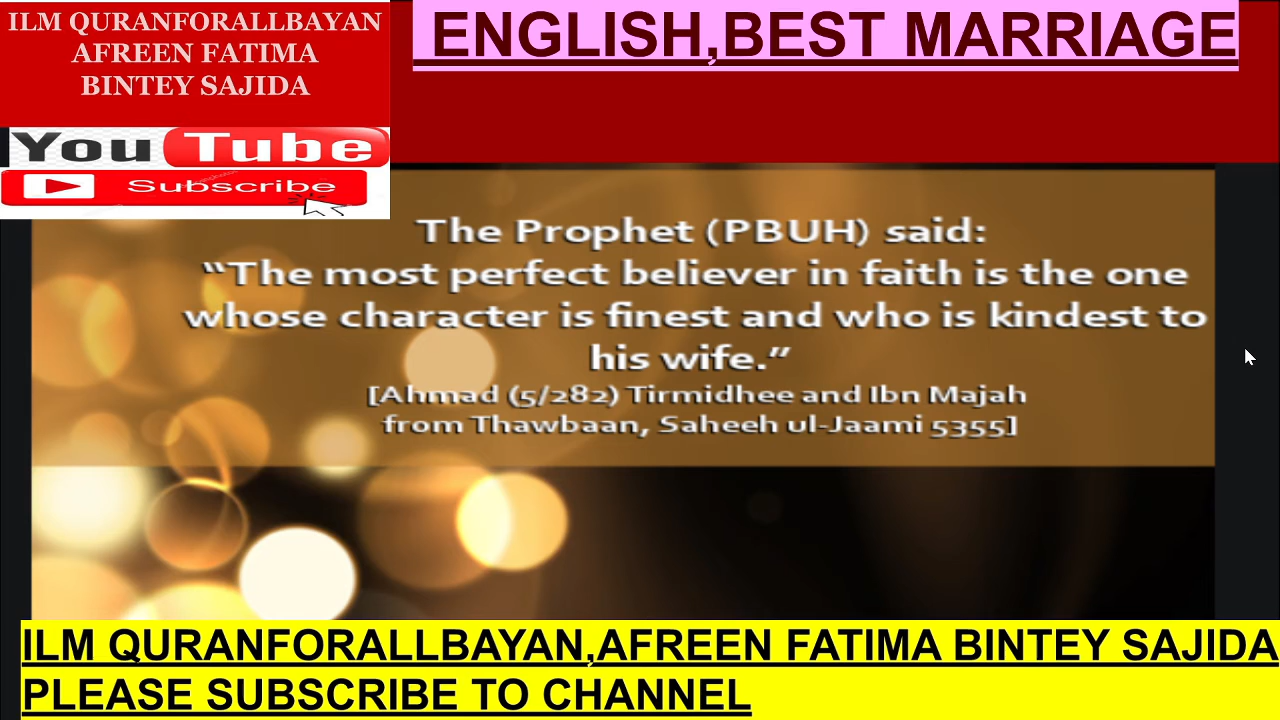 ILM QURANFORALLBAYAN
AFREEN FATIMA
BINTEY SAJIDA
YouTube
Subscribe
ENGLISH,BEST MARRIAGE
The Prophet (PBUH) said:
“The most perfect believer in faith is the one
whose character is finest and who is kindest to
his wife.”
[Ahmad (5/282) Tirmidhee and Ibn Majah
from Thawbaan, Saheeh ul-Jaami 5355]
ILM QURANFORALLBAYAN,AFREEN FATIMA BINTEY SAJIDA
PLEASE SUBSCRIBE TO CHANNEL